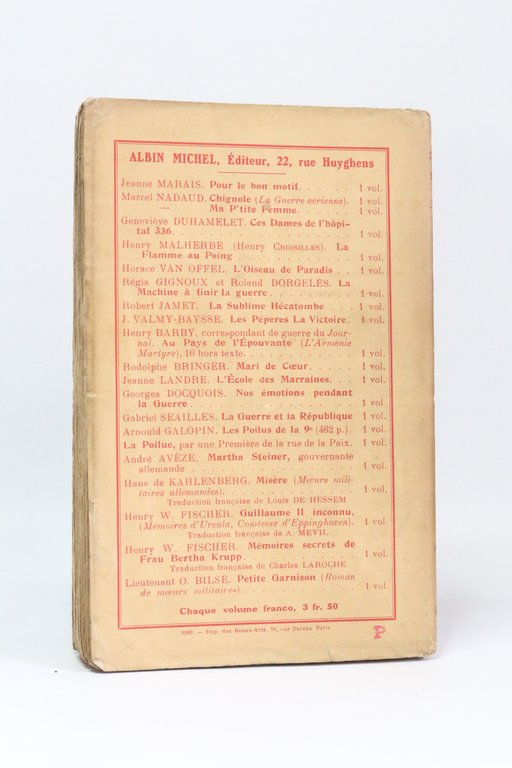 ALBIN MICHEL, Éditeur, 22, rue Huyghens
Jeanne MARAIS. Pour le bon motif. . . . . . . 1 vol.
Marcel NADAUD. Chignole (La Guerre aérienne). 1 vol.
— Ma P'tite Femme. . . . . . . 1 vol.
Geneviève DUHAMELET. Ces Dames de l'hôpi-
tal 336. . . . . . . . . . . . . . . . . 1 vol.
Henry MALHERBE (Henry CROISILLES). La
Flamme au Poing . . . . . . . . . . . . 1 vol.
Horace VAN OFFEL. L'Oiseau de Paradis . . . 1 vol.
Régis GIGNOUX et Roland DORGELÈS. La
Machine à finir la guerre . . . . . . . . . 1 vol.
Robert JAMET. La Sublime Hécatombe . . . 1 vol.
J. VALMY-BAYSSE. Les Pépères La Victoire. 1 vol.
Henry BARBY, correspondant de guerre du Jour-
nal. Au Pays de l'Épouvante (L'Arménie
Martyre), 16 hors texte. . . . . . . . . . . 1 vol.
Rodolphe BRINGER. Mari de Cœur. . . . . . 1 vol.
Jeanne LANDRE. L'École des Marraines. . . . 1 vol.
Georges DOCQUOIS. Nos émotions pendant
la Guerre . . . . . . . . . . . . . . . . 1 vol
Gabriel SEAILLES. La Guerre et la République 1 vol.
Arnould GALOPIN. Les Poilus de la 9e (462 p.). 1 vol.
La Poilue, par une Première de la rue de la Paix. 1 vol.
André AVÈZE. Martha Steiner, gouvernante
allemande . . . . . . . . . . . . . . . . 1 vol.
Hans de KAHLENBERG. Misère (Mœurs mili-
taires allemandes). . . . . . . . . . . . . 1 vol.
Traduction française de Louis DE HESSEM
Henry W. FISCHER. Guillaume II inconnu,
(Mémoires d'Ursula, Comtesse d'Eppinghoven). 1 vol.
Traduction française de A. MEVIL.
Henry W. FISCHER. Mémoires secrets de
Frau Bertha Krupp. . . . . . . . . . . . 1 vol.
Traduction française de Charles LAROCHE
Lieutenant O. BILSE. Petite Garnison (Roman
de mœurs militaires) . . . . . . . . . . . 1 vol.
Chaque volume franco, 3 fr. 50
— Imp. des Beaux-Arts, 79, rue Dareau Paris
P